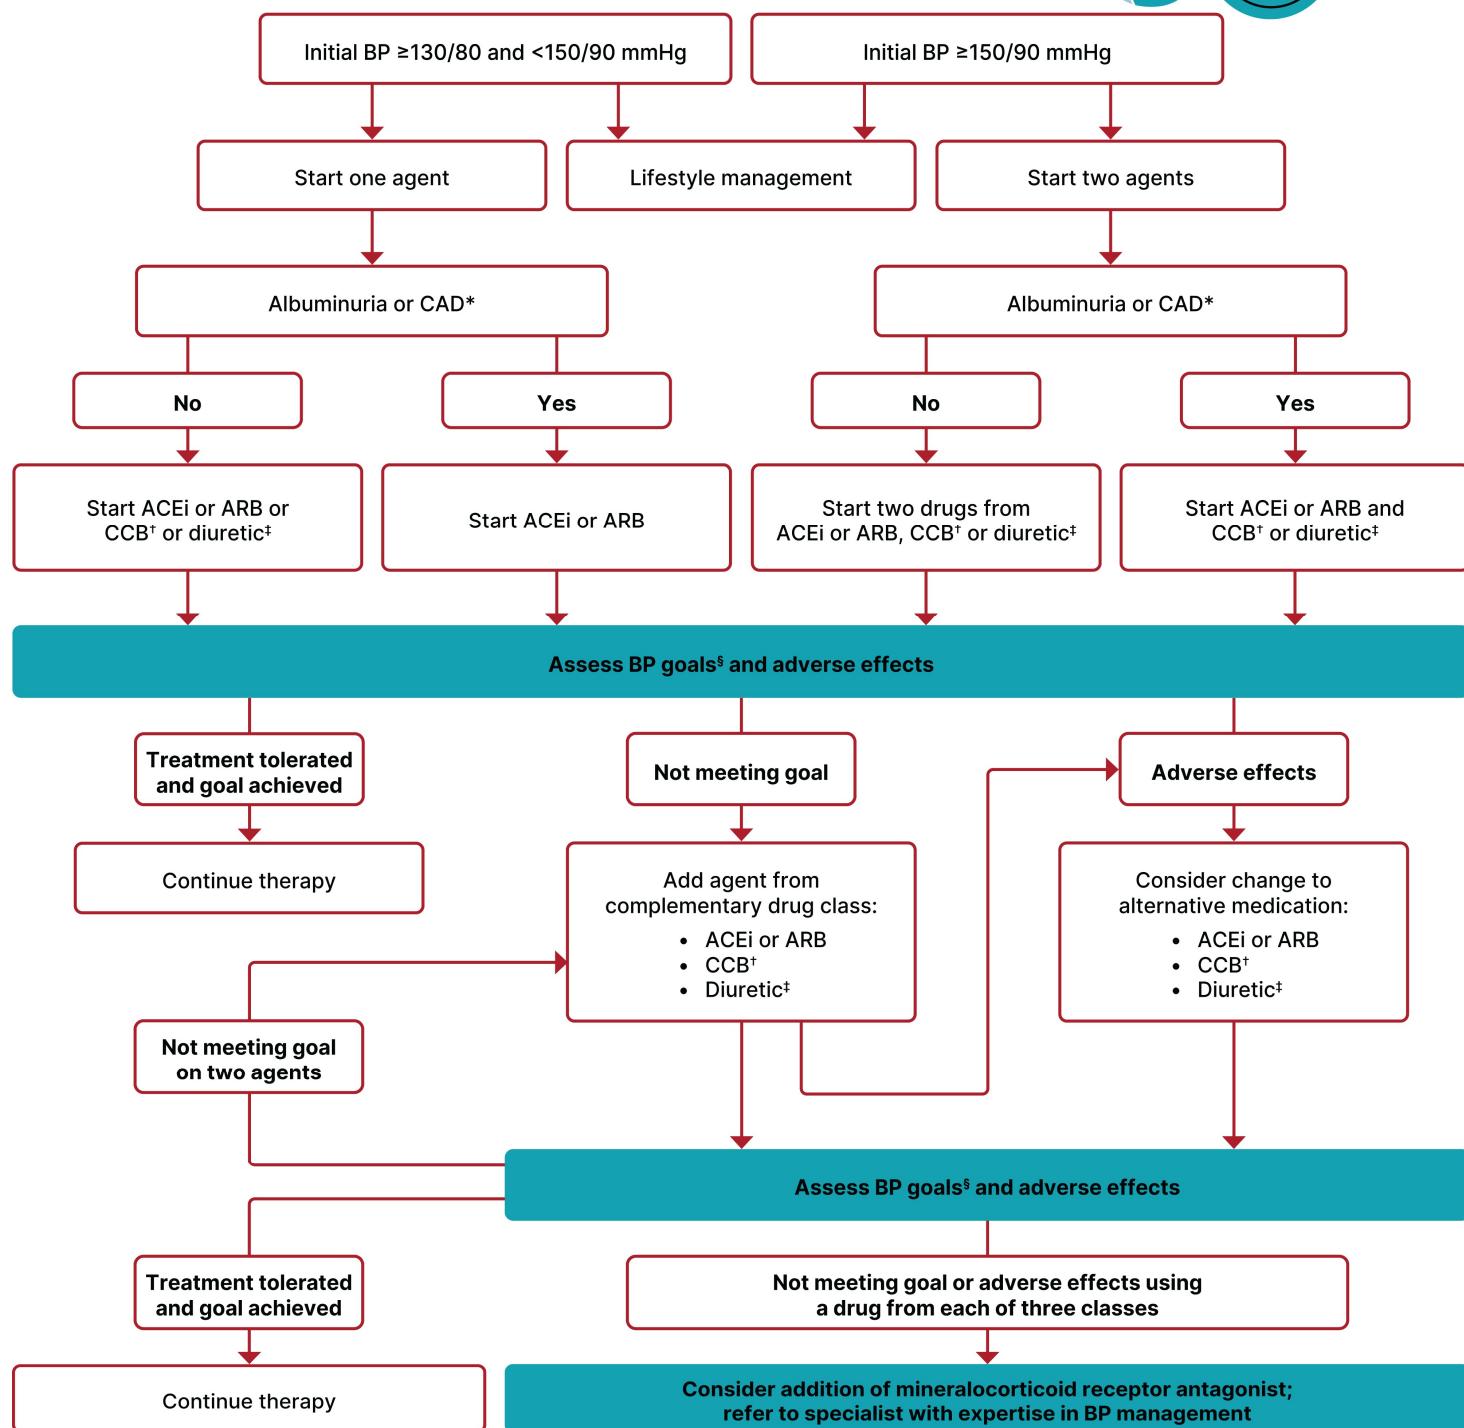 Initial BP ≥130/80 and <150/90 mmHg
Initial BP ≥150/90 mmHg
Start one agent
Lifestyle management
Start two agents
Albuminuria or CAD*
Albuminuria or CAD*
No
Yes
No
Yes
Start ACEi or ARB or
CCB† or diuretic‡
Start ACEi or ARB
Start two drugs from
ACEi or ARB, CCB† or diuretic‡
Start ACEi or ARB and
CCB† or diuretic‡
Assess BP goals§ and adverse effects
Treatment tolerated
and goal achieved
Not meeting goal
Adverse effects
Continue therapy
Add agent from
complementary drug class:
• ACEi or ARB
• CCB†
• Diuretic‡
Consider change to
alternative medication:
• ACEi or ARB
• CCB†
• Diuretic‡
Not meeting goal
on two agents
Assess BP goals§ and adverse effects
Treatment tolerated
and goal achieved
Not meeting goal or adverse effects using
a drug from each of three classes
Continue therapy
Consider addition of mineralocorticoid receptor antagonist;
refer to specialist with expertise in BP management